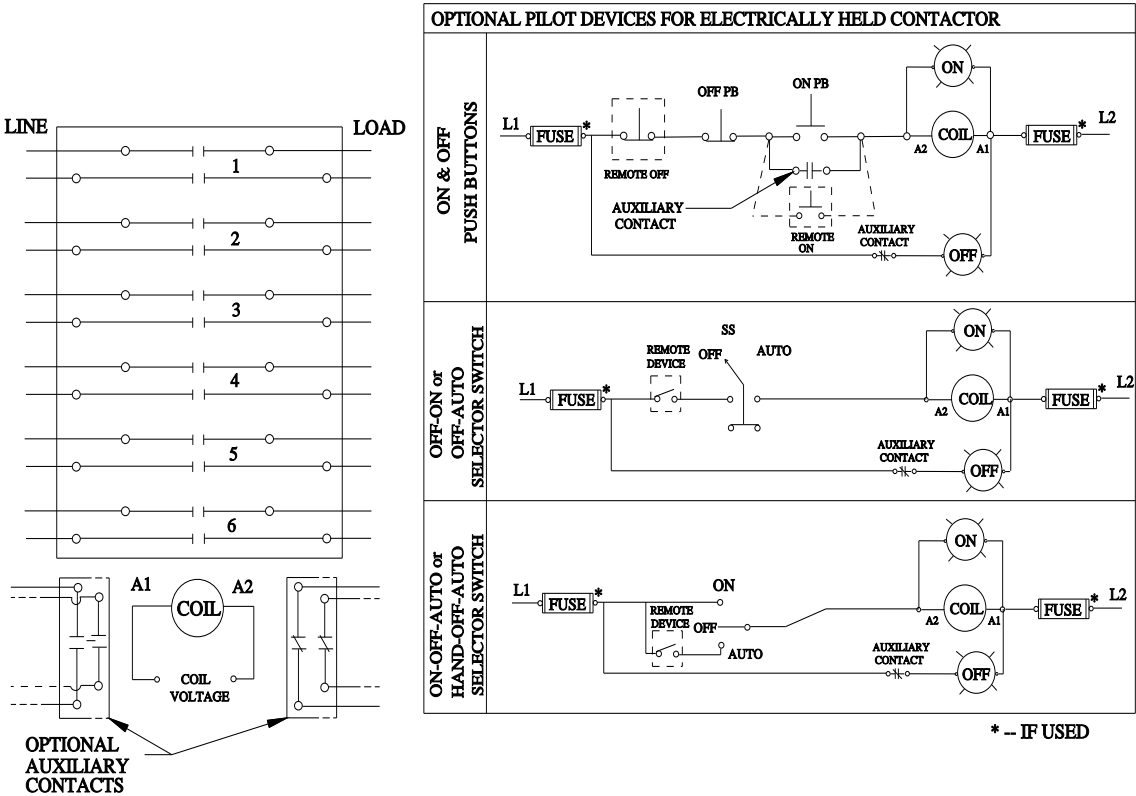 LINE
LOAD
1
2
3
4
5
6
A1
A2
COIL
COIL
VOLTAGE
OPTIONAL
AUXILIARY
CONTACTS
OPTIONAL PILOT DEVICES FOR ELECTRICALLY HELD CONTACTOR
ON & OFF
PUSH BUTTONS
L1
FUSE
*
REMOTE OFF
OFF PB
ON PB
AUXILIARY
CONTACT
REMOTE
ON
AUXILIARY
CONTACT
ON
COIL
A2
A1
OFF
FUSE
*
L2
OFF-ON or
OFF-AUTO
SELECTOR SWITCH
L1
FUSE
*
REMOTE
DEVICE
SS
OFF
AUTO
AUXILIARY
CONTACT
ON
COIL
A2
A1
OFF
FUSE
*
L2
ON-OFF-AUTO or
HAND-OFF-AUTO
SELECTOR SWITCH
L1
FUSE
*
REMOTE
DEVICE
ON
OFF
AUTO
AUXILIARY
CONTACT
ON
COIL
A2
A1
OFF
FUSE
*
L2
* -- IF USED